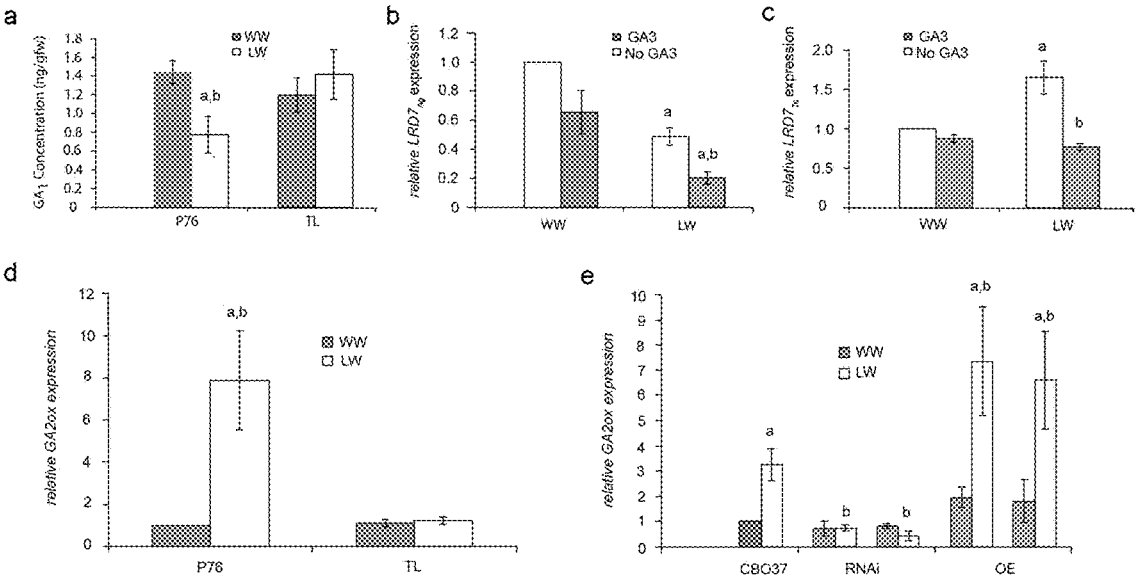 a
WW
LW
GA1 Concentration (ng/gfw)
1.8
1.6
1.4
1.2
1.0
0.8
0.6
0.4
0.2
0
a,b
P76
TL
b
GA3
No GA3
relative LRD7 expression
1.2
1.0
0.8
0.6
0.4
0.2
0
a
a,b
WW
LW
c
GA3
No GA3
relative LRD7 expression
2.0
1.5
1.0
0.5
0
a
b
WW
LW
d
WW
LW
relative GA2ox expression
12
10
8
6
4
2
0
a,b
P76
TL
e
WW
LW
relative GA2ox expression
10
9
8
7
6
5
4
3
2
1
0
a
b
b
a,b
a,b
CBO37
RNAi
OE